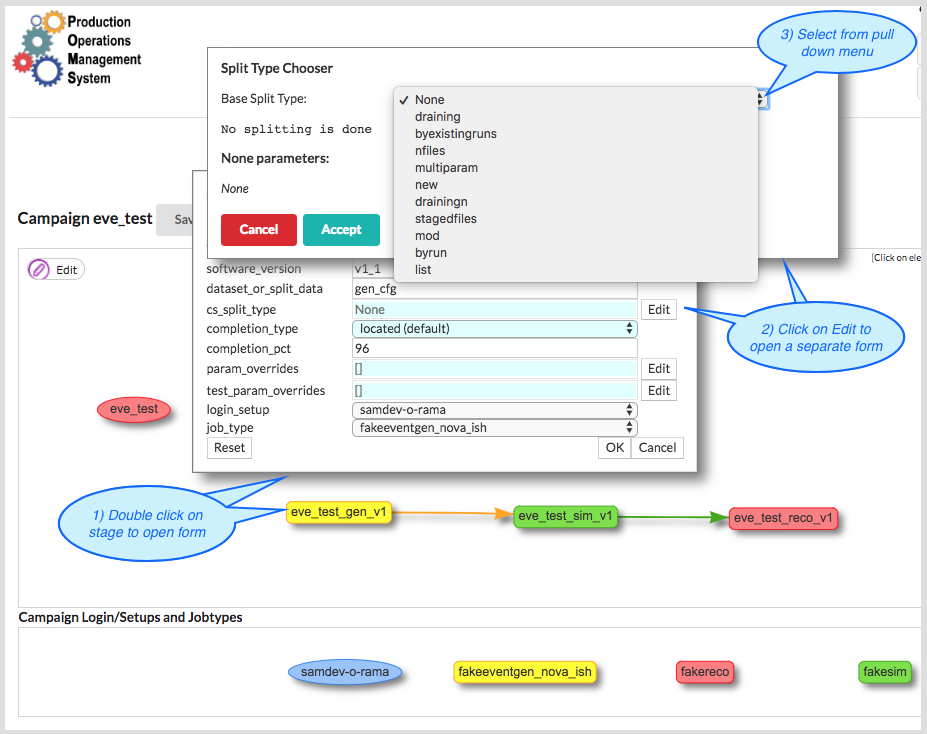 Production
Operations
Management
System
3) Select from pull
down menu
Split Type Chooser
Base Split Type:
✓ None
draining
byexistingruns
nfiles
multiparam
new
drainingn
stagedfiles
mod
byrun
list
No splitting is done
None parameters:
None
Cancel Accept
Campaign eve_test
Edit
[Click on ele
software_version v1_1
dataset_or_split_data gen_cfg
cs_split_type None Edit
completion_type located (default)
completion_pct 96
param_overrides [] Edit
test_param_overrides [] Edit
login_setup samdev-o-rama
job_type fakeeventgen_nova_ish
Reset OK Cancel
2) Click on Edit to
open a separate form
eve_test
1) Double click on
stage to open form
eve_test_gen_v1 eve_test_sim_v1 eve_test_reco_v1
Campaign Login/Setups and Jobtypes
samdev-o-rama fakeeventgen_nova_ish fakereco fakesim